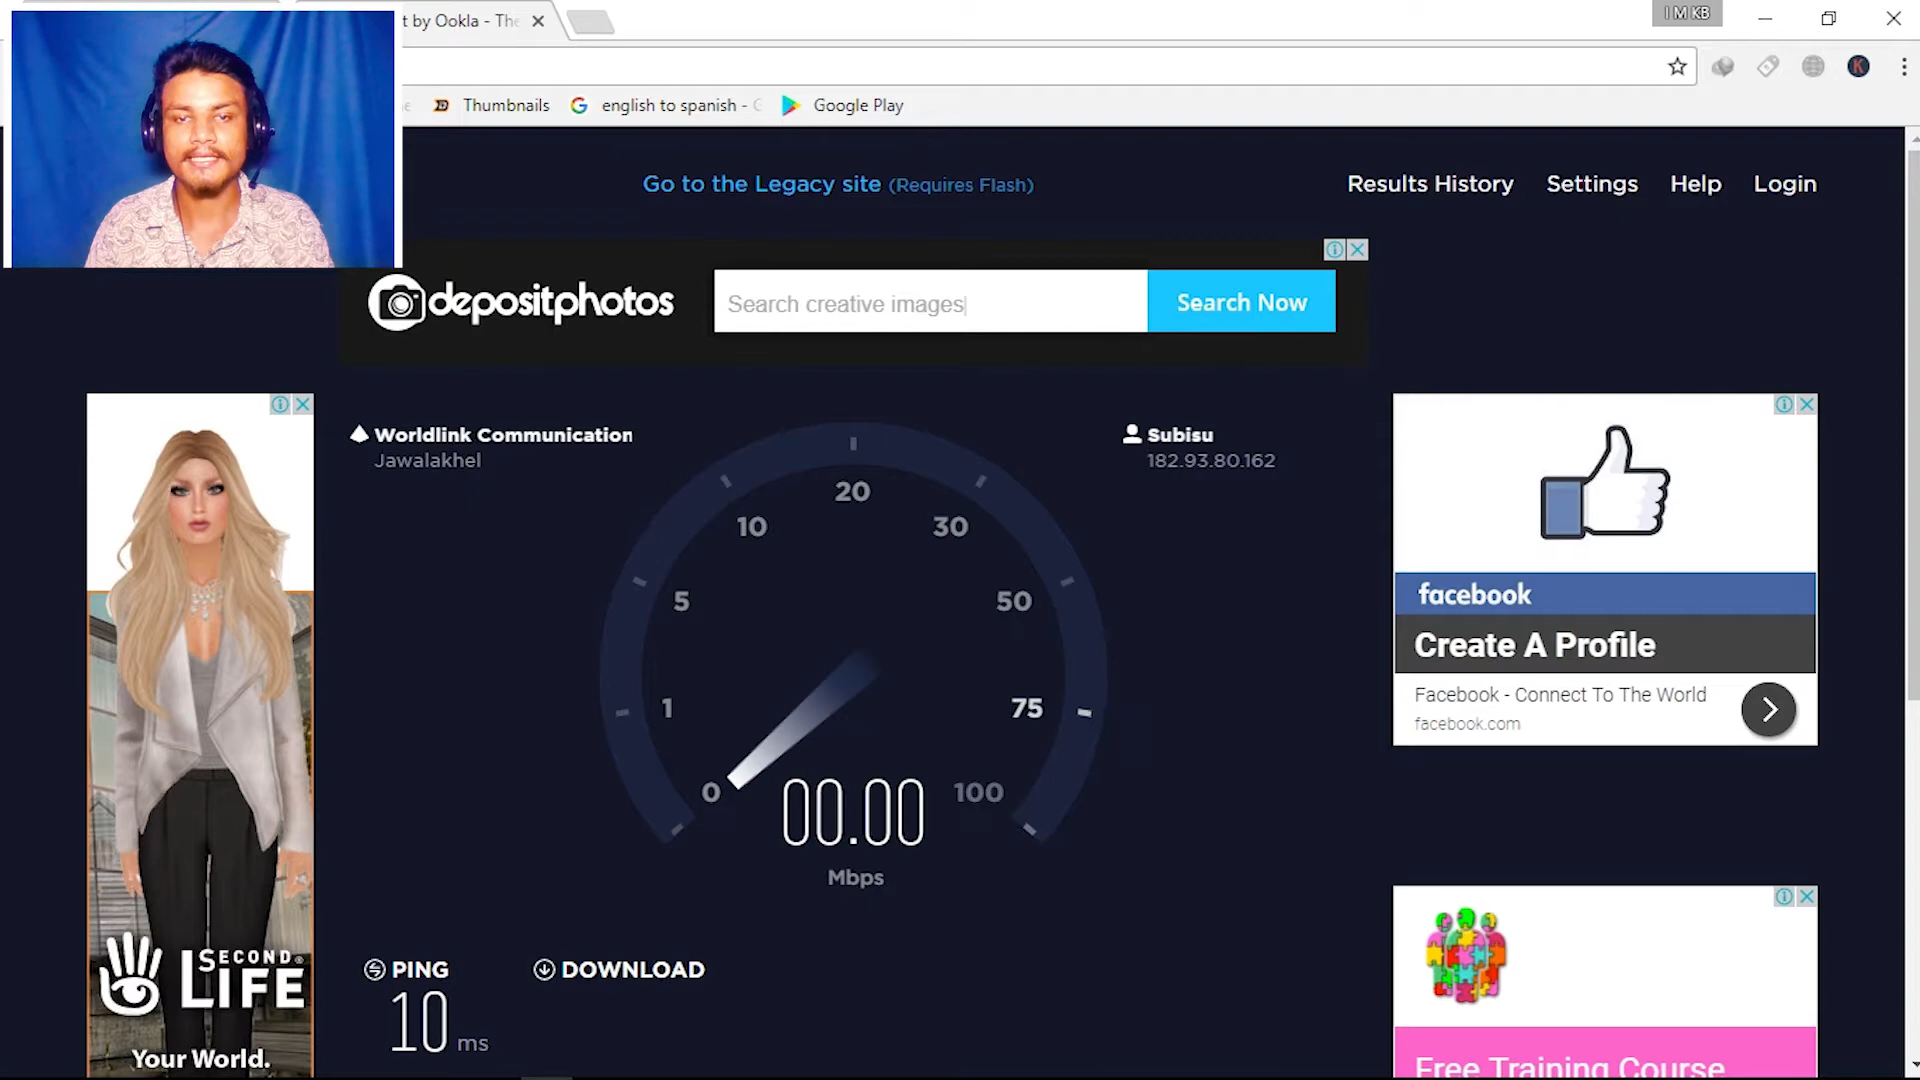 t by Ookla - The
I M KB
Thumbnails
english to spanish - G
Google Play
Go to the Legacy site (Requires Flash)
Results History
Settings
Help
Login
depositphotos
Search creative images
Search Now
Worldlink Communication
Jawalakhel
Subisu
182.93.80.162
20
10
30
5
50
1
75
0
100
00.00
Mbps
PING
10 ms
DOWNLOAD
SECOND
LIFE
Your World.
facebook
Create A Profile
Facebook - Connect To The World
facebook.com
Free Training Course